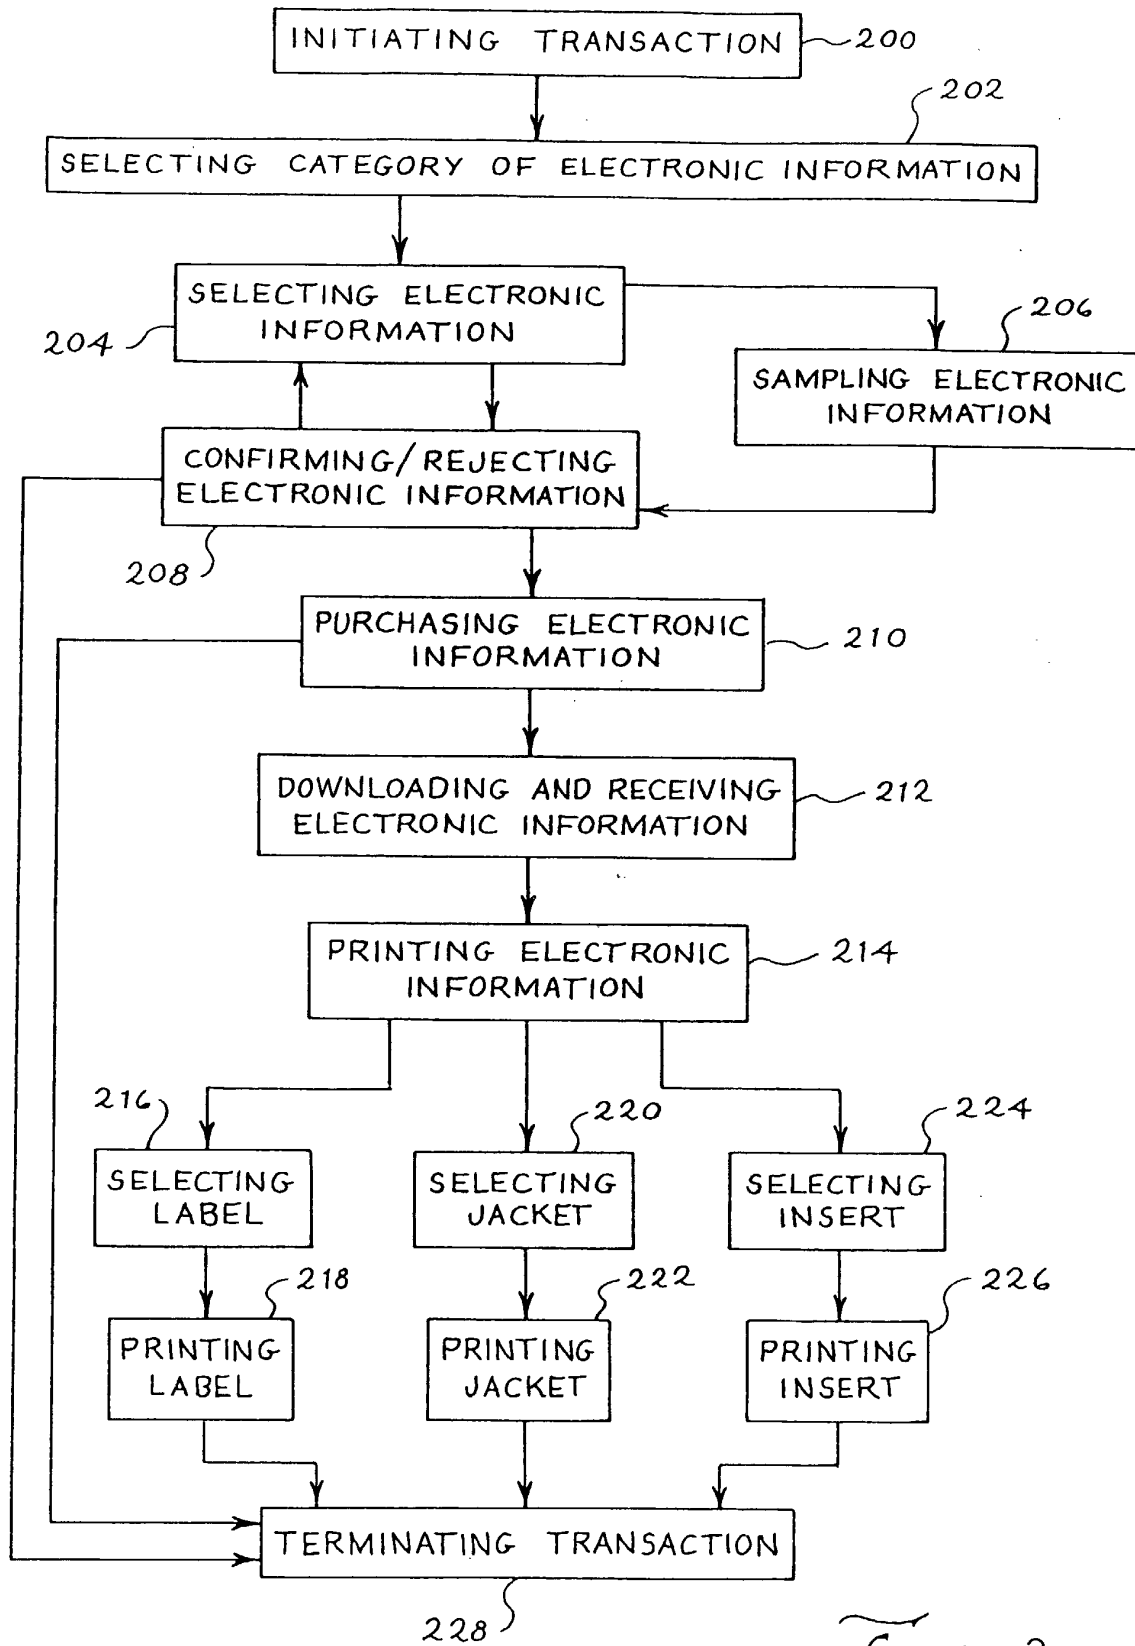 INITIATING TRANSACTION
200
202
SELECTING CATEGORY OF ELECTRONIC INFORMATION
SELECTING ELECTRONIC
INFORMATION
204
206
SAMPLING ELECTRONIC
INFORMATION
CONFIRMING/REJECTING
ELECTRONIC INFORMATION
208
PURCHASING ELECTRONIC
INFORMATION
210
DOWNLOADING AND RECEIVING
ELECTRONIC INFORMATION
212
PRINTING ELECTRONIC
INFORMATION
214
216
220
224
SELECTING
LABEL
SELECTING
JACKET
SELECTING
INSERT
218
222
226
PRINTING
LABEL
PRINTING
JACKET
PRINTING
INSERT
TERMINATING TRANSACTION
228